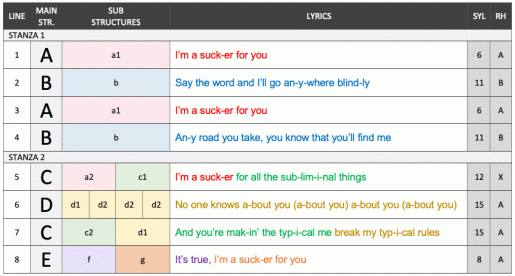 LINE MAIN STR. SUB STRUCTURES LYRICS SYL RH
STANZA 1
1 A a1 I'm a suck-er for you 6 A
2 B b Say the word and I'll go an-y-where blind-ly 11 B
3 A a1 I'm a suck-er for you 6 A
4 B b An-y road you take, you know that you'll find me 11 B
STANZA 2
5 C a2 c1 I'm a suck-er for all the sub-lim-i-nal things 12 X
6 D d1 d2 d2 d2 No one knows a-bout you (a-bout you) a-bout you (a-bout you) 15 A
7 C c2 d1 And you're mak-in' the typ-i-cal me break my typ-i-cal rules 15 A
8 E f g It's true, I'm a suck-er for you 8 A